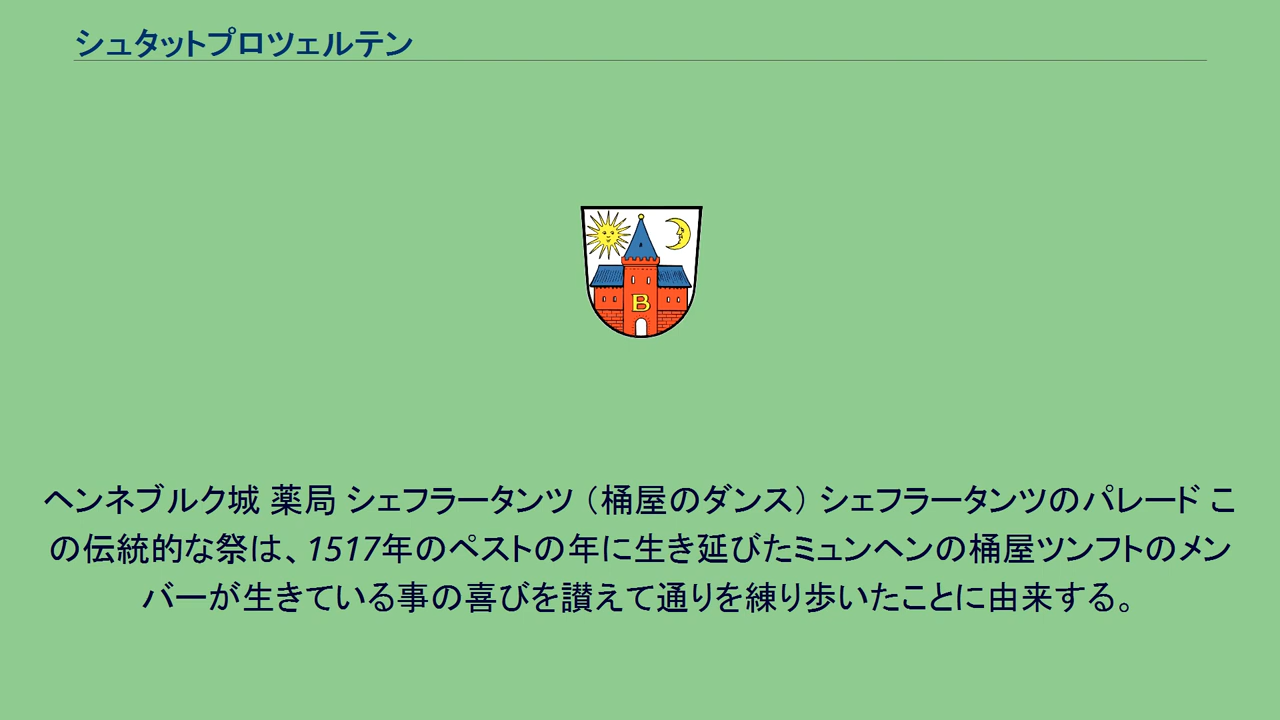 シュタットプロツェルテン
B
ヘンネブルク城 薬局 シェフラータンツ（桶屋のダンス） シェフラータンツのパレード こ
の伝統的な祭は、1517年のペストの年に生き延びたミュンヘンの桶屋ツンフトのメン
バーが生きている事の喜びを讃えて通りを練り歩いたことに由来する。